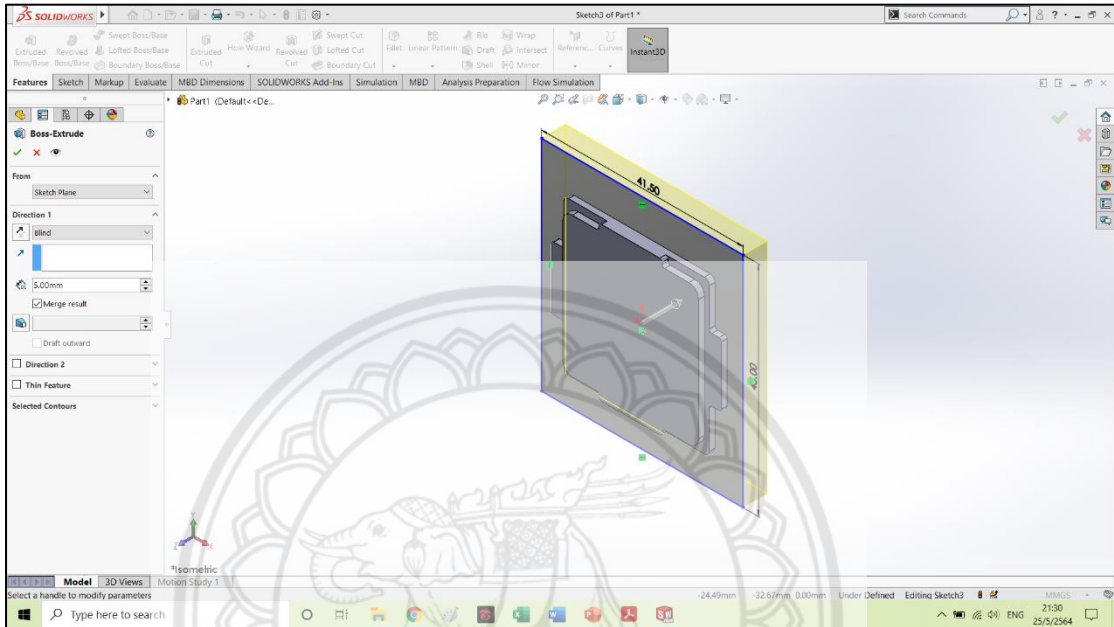 SOLIDWORKS
Sketch3 of Part1 *
Search Commands
Extruded Boss/Base
Revolved Boss/Base
Swept Boss/Base
Lofted Boss/Base
Boundary Boss/Base
Extruded Cut
Hole Wizard
Revolved Cut
Swept Cut
Lofted Cut
Boundary Cut
Fillet
Linear Pattern
Rib
Draft
Shell
Wrap
Intersect
Mirror
Referenc...
Curves
Instant3D
Features Sketch Markup Evaluate MBD Dimensions SOLIDWORKS Add-Ins Simulation MBD Analysis Preparation Flow Simulation
Part1 (Default<<De...
Boss-Extrude
From
Sketch Plane
Direction 1
Blind
5.00mm
Merge result
Draft outward
Direction 2
Thin Feature
Selected Contours
41.50
*Isometric
Model 3D Views Motion Study 1
Select a handle to modify parameters
-24.49mm -32.67mm 0.00mm Under Defined Editing Sketch3 MMGS
Type here to search
ENG
21:30
25/5/2564